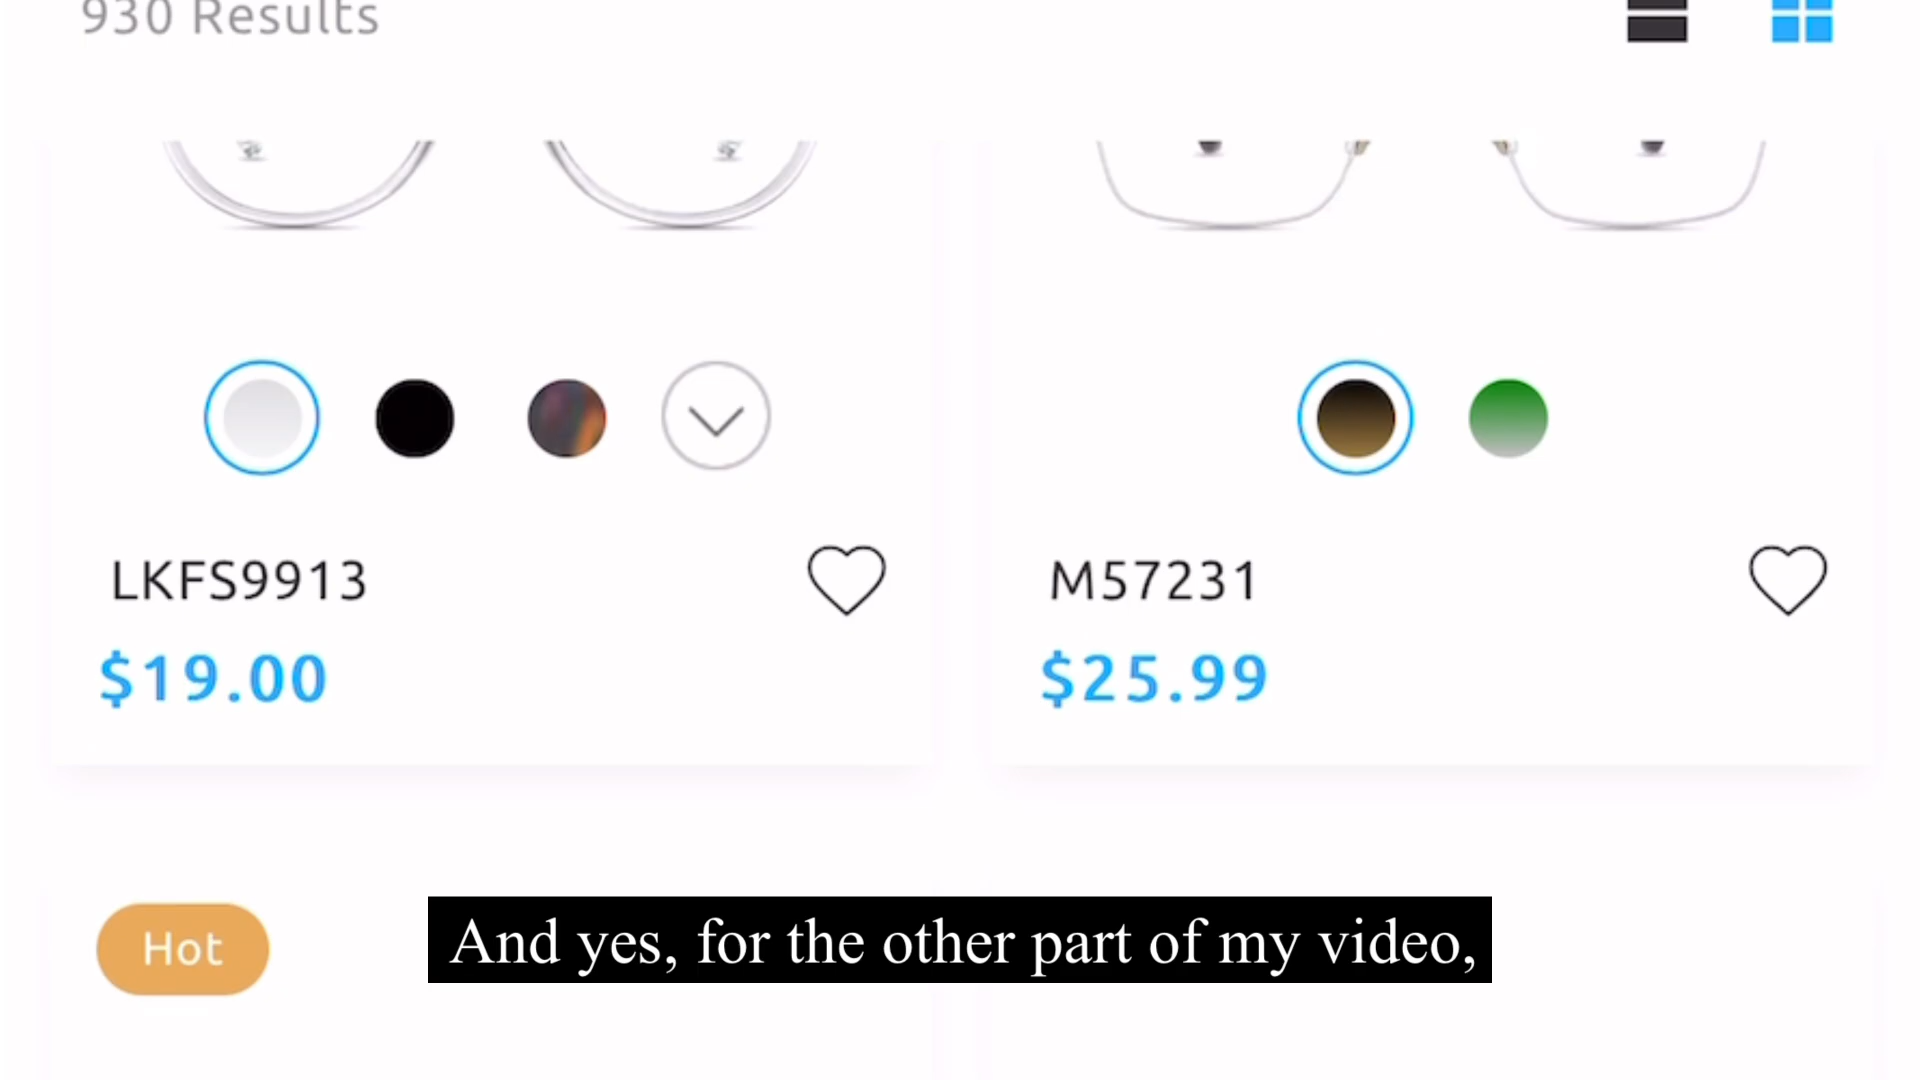 930 Results
LKFS9913
$19.00
M57231
$25.99
Hot
And yes, for the other part of my video,